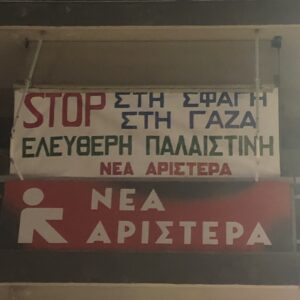 STOP ΣΤΗ ΣΦΑΓΗ
ΣΤΗ ΓΑΖΑ
ΕΛΕΥΘΕΡΗ ΠΑΛΑΙΣΤΙΝΗ
ΝΕΑ ΑΡΙΣΤΕΡΑ
ΝΕΑ
ΑΡΙΣΤΕΡΑ